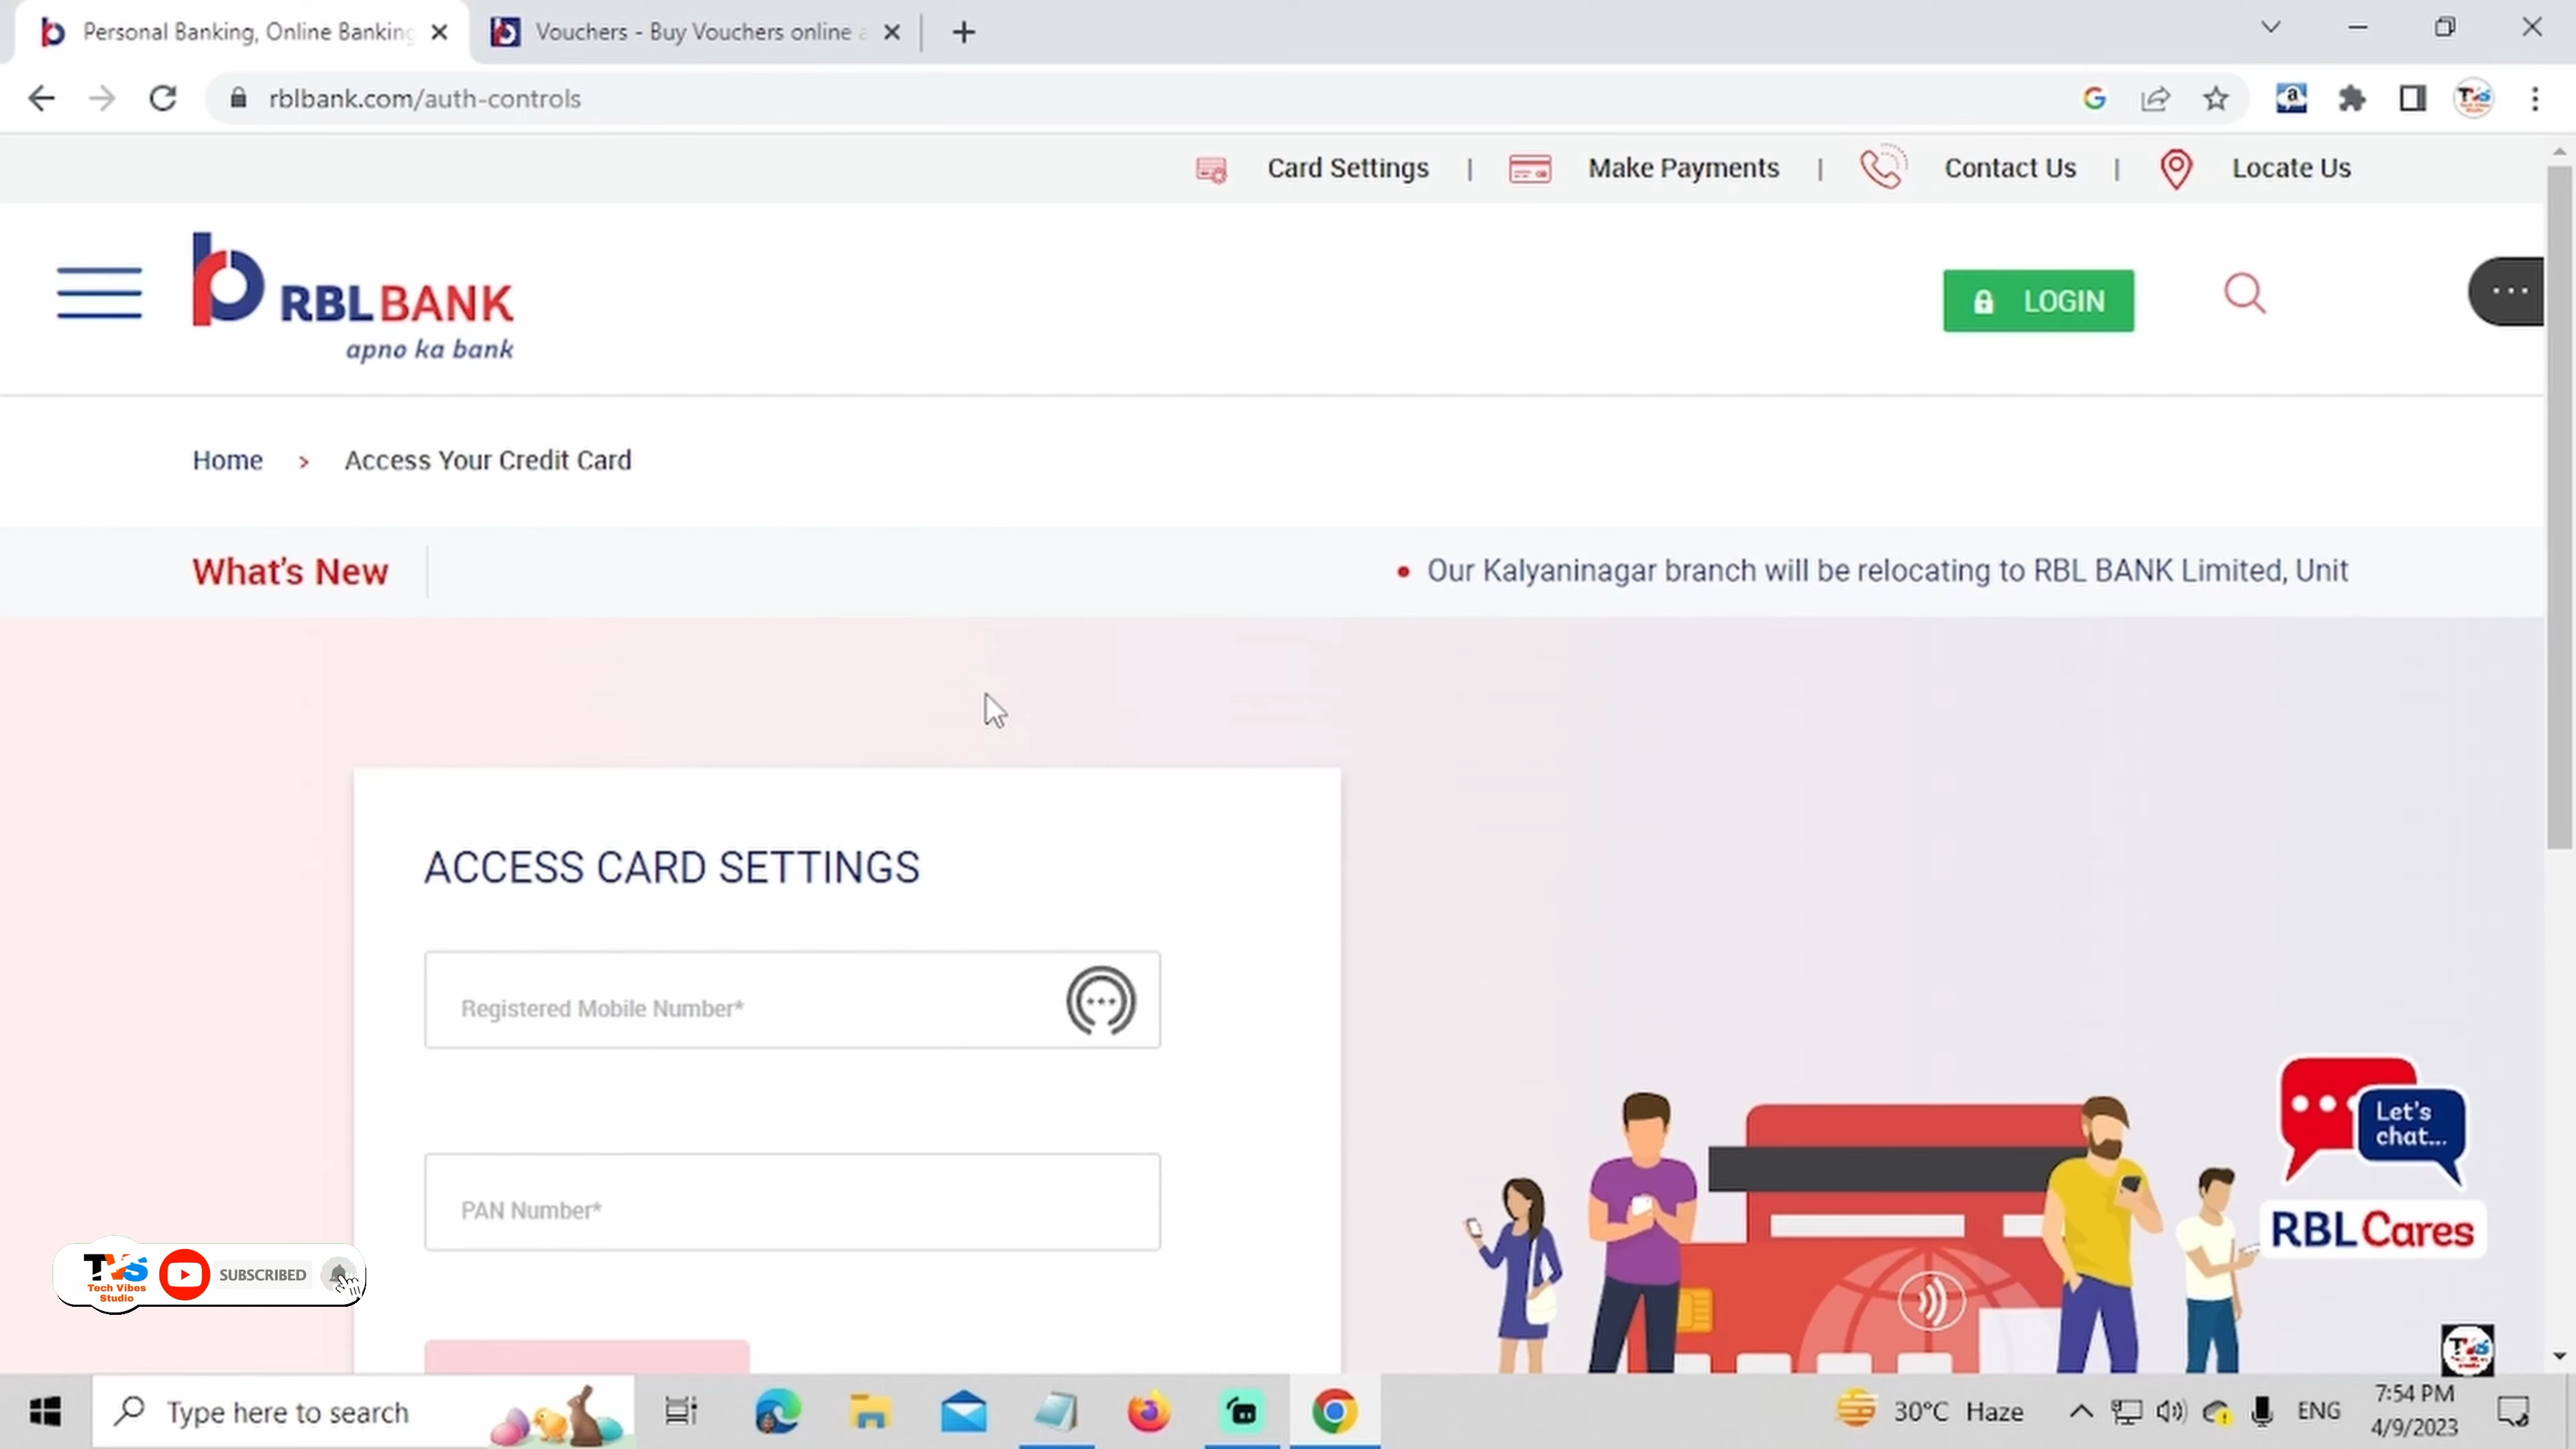 Personal Banking, Online Banking
Vouchers - Buy Vouchers online a
rblbank.com/auth-controls
Card Settings | Make Payments | Contact Us | Locate Us
RBL BANK
apno ka bank
LOGIN
Home > Access Your Credit Card
What's New
Our Kalyaninagar branch will be relocating to RBL BANK Limited, Unit
ACCESS CARD SETTINGS
Registered Mobile Number*
PAN Number*
Let's
chat...
RBL Cares
TVS
Tech Vibes
Studio
SUBSCRIBED
Type here to search
30°C Haze
ENG
7:54 PM
4/9/2023